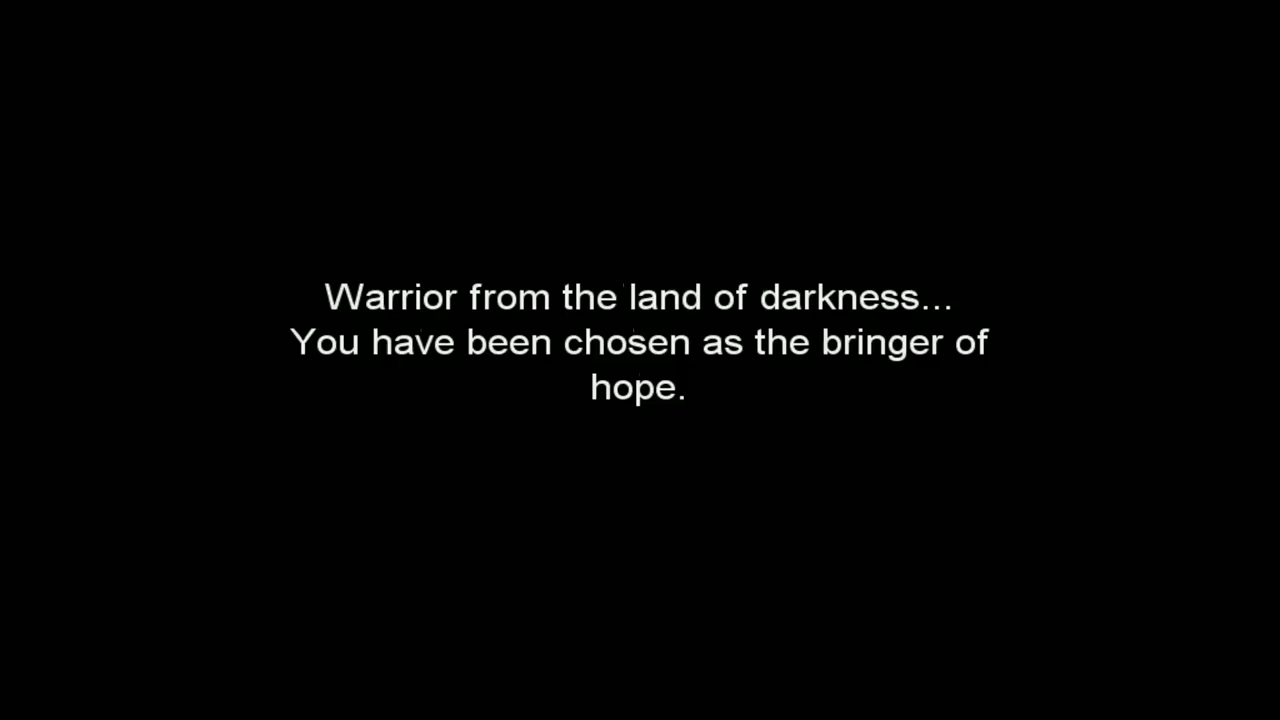 Warrior from the land of darkness...
You have been chosen as the bringer of
hope.